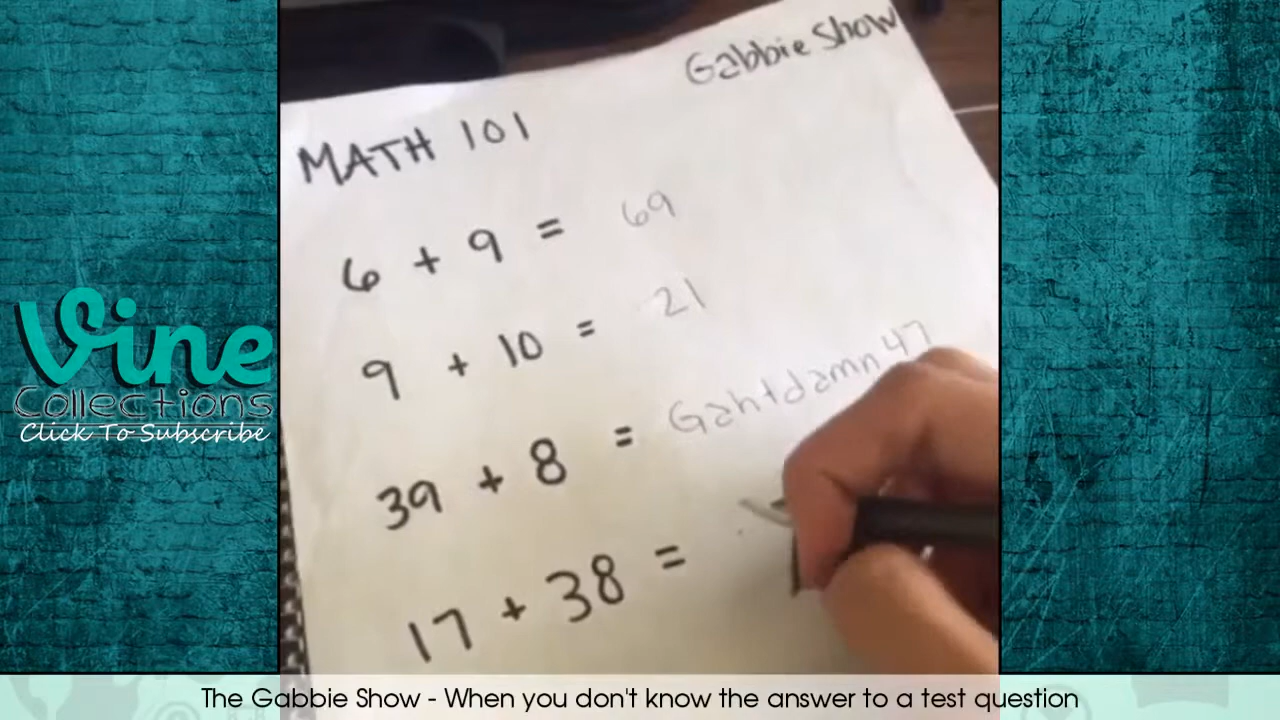 Gabbie Show
MATH 101
6 + 9 = 69
9 + 10 = 21
39 + 8 = Gahtdamn 47
17 + 38 =
Vine
Collections
Click To Subscribe
The Gabbie Show - When you don't know the answer to a test question